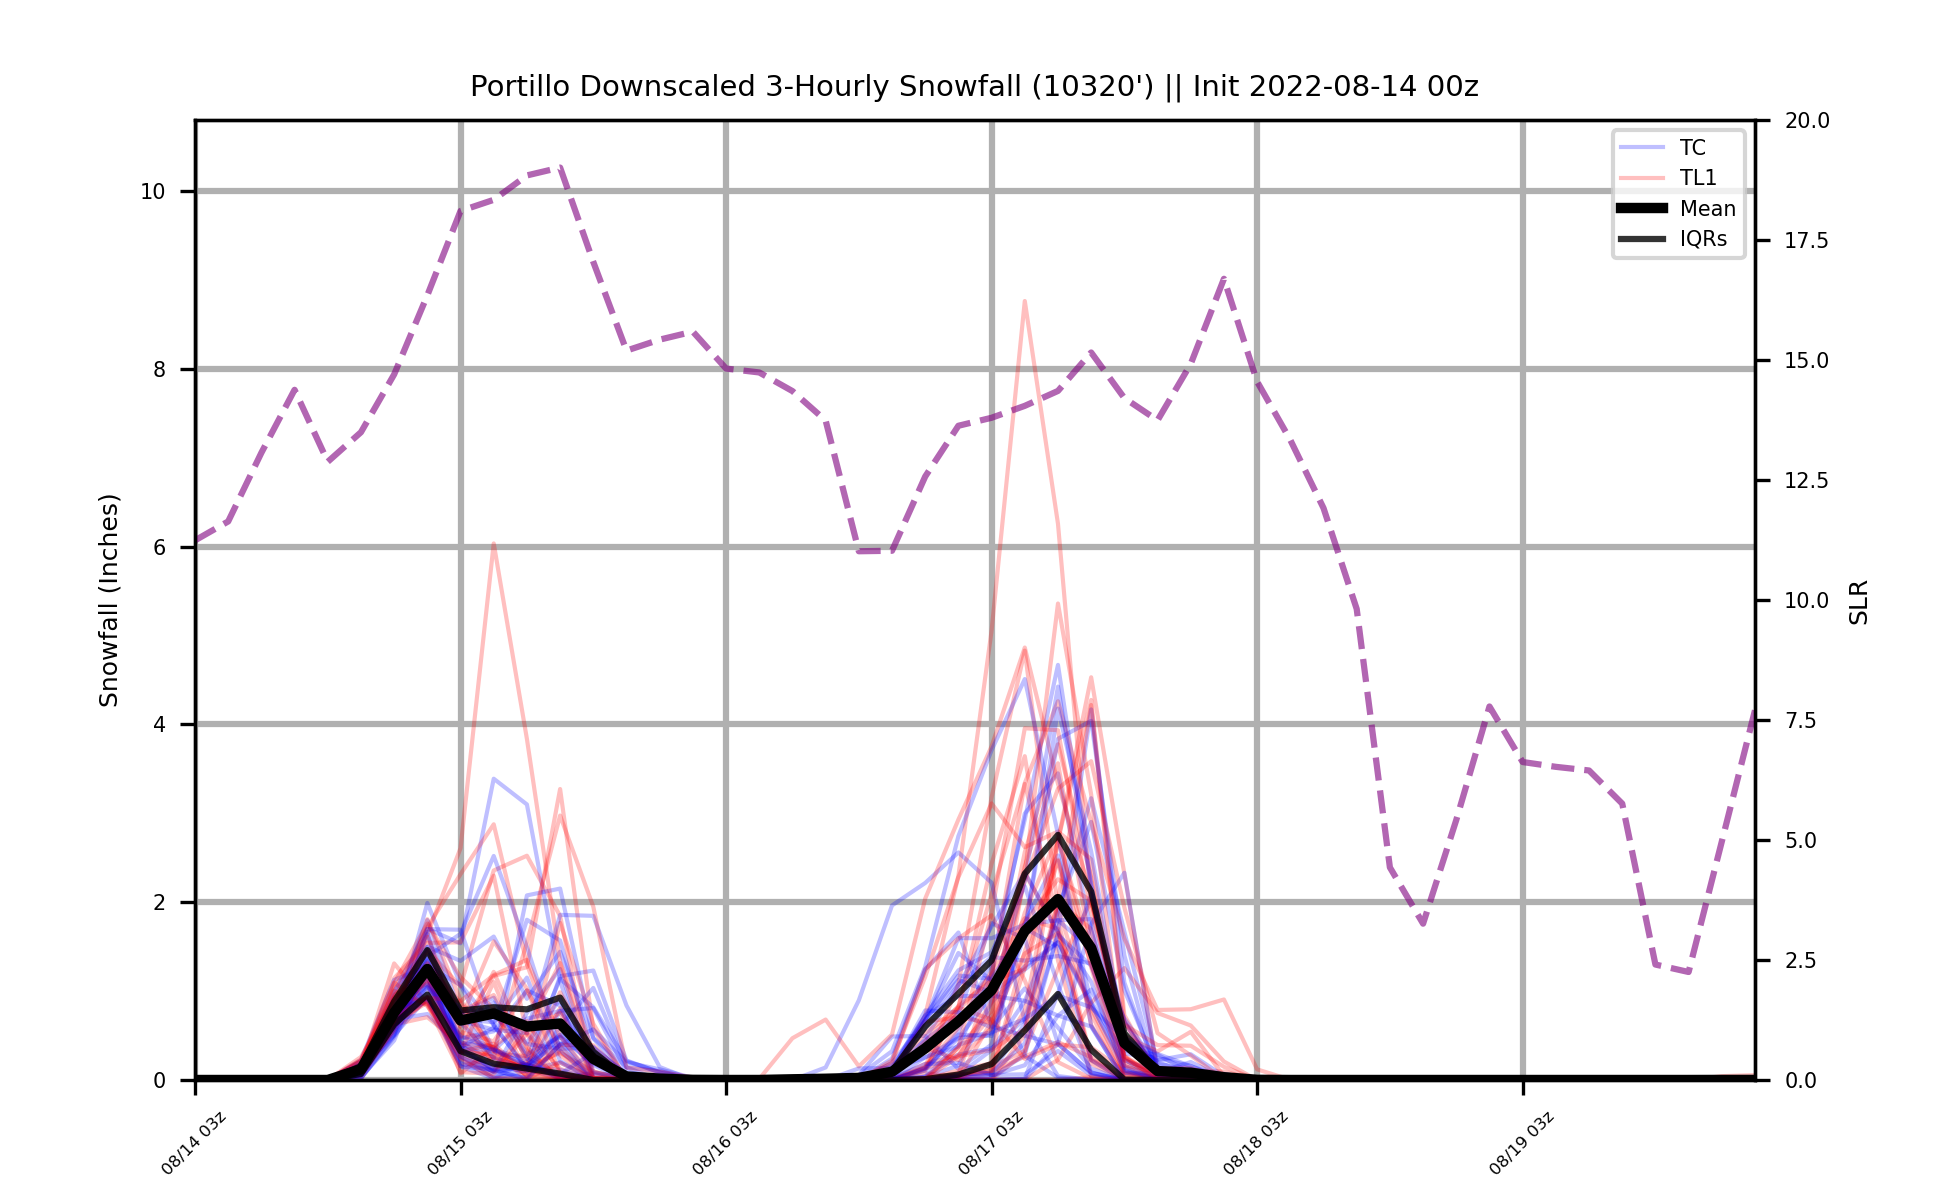 Portillo Downscaled 3-Hourly Snowfall (10320') || Init 2022-08-14 00z
TC
TL1
Mean
IQRs
Snowfall (Inches)
10
8
6
4
2
0
20.0
17.5
15.0
12.5
10.0
7.5
5.0
2.5
0.0
SLR
08/14 03z
08/15 03z
08/16 03z
08/17 03z
08/18 03z
08/19 03z